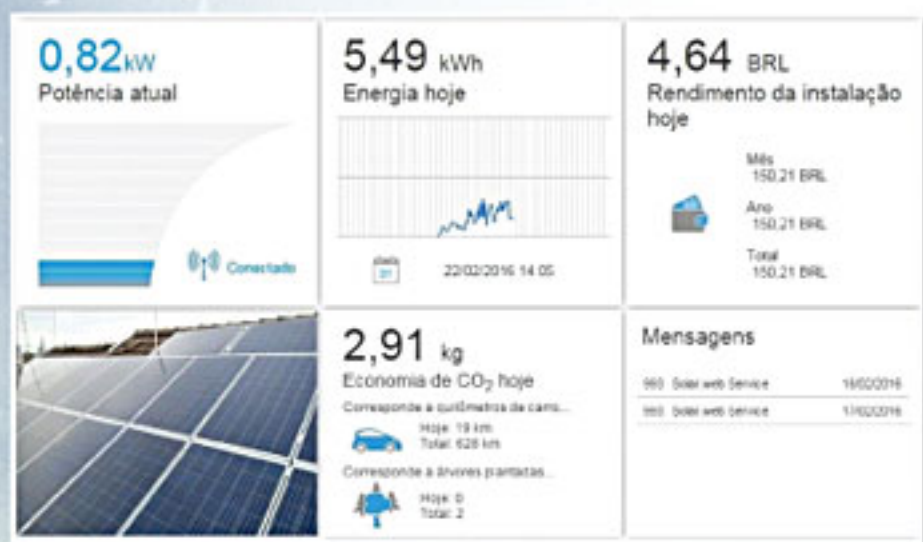 0,82 kW
Potência atual
Conectado
5,49 kWh
Energia hoje
22/02/2016 14:05
4,64 BRL
Rendimento da instalação
hoje
Mês
150,21 BRL
Ano
150,21 BRL
Total
150,21 BRL
2,91 kg
Economia de CO2 hoje
Corresponde a quilômetros de carro...
Hoje: 19 km
Total: 628 km
Corresponde a árvores plantadas...
Hoje: 0
Total: 2
Mensagens
Solar.web Service 16/02/2016
Solar.web Service 17/02/2016